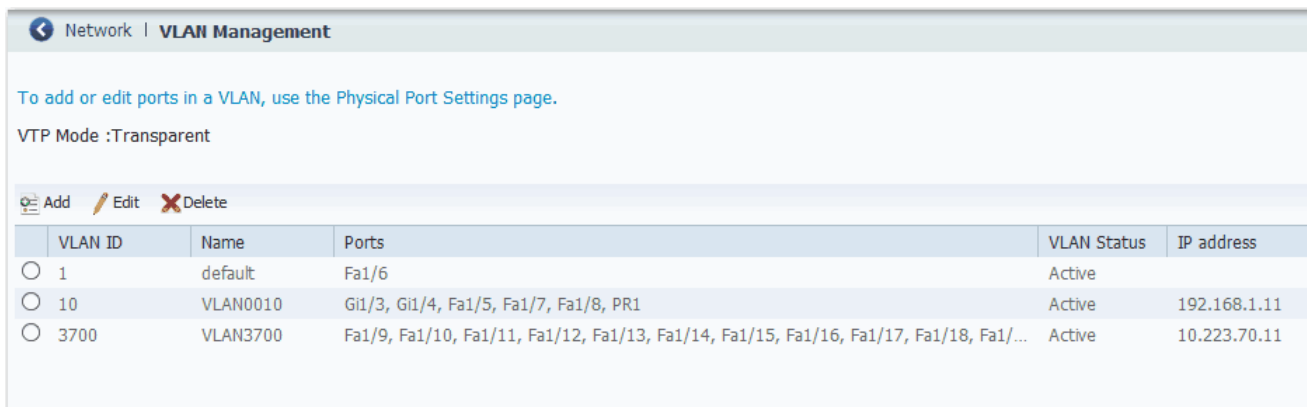 Network | VLAN Management
To add or edit ports in a VLAN, use the Physical Port Settings page.
VTP Mode :Transparent
Add Edit Delete
VLAN ID Name Ports VLAN Status IP address
1 default Fa1/6 Active
10 VLAN0010 Gi1/3, Gi1/4, Fa1/5, Fa1/7, Fa1/8, PR1 Active 192.168.1.11
3700 VLAN3700 Fa1/9, Fa1/10, Fa1/11, Fa1/12, Fa1/13, Fa1/14, Fa1/15, Fa1/16, Fa1/17, Fa1/18, Fa1/... Active 10.223.70.11